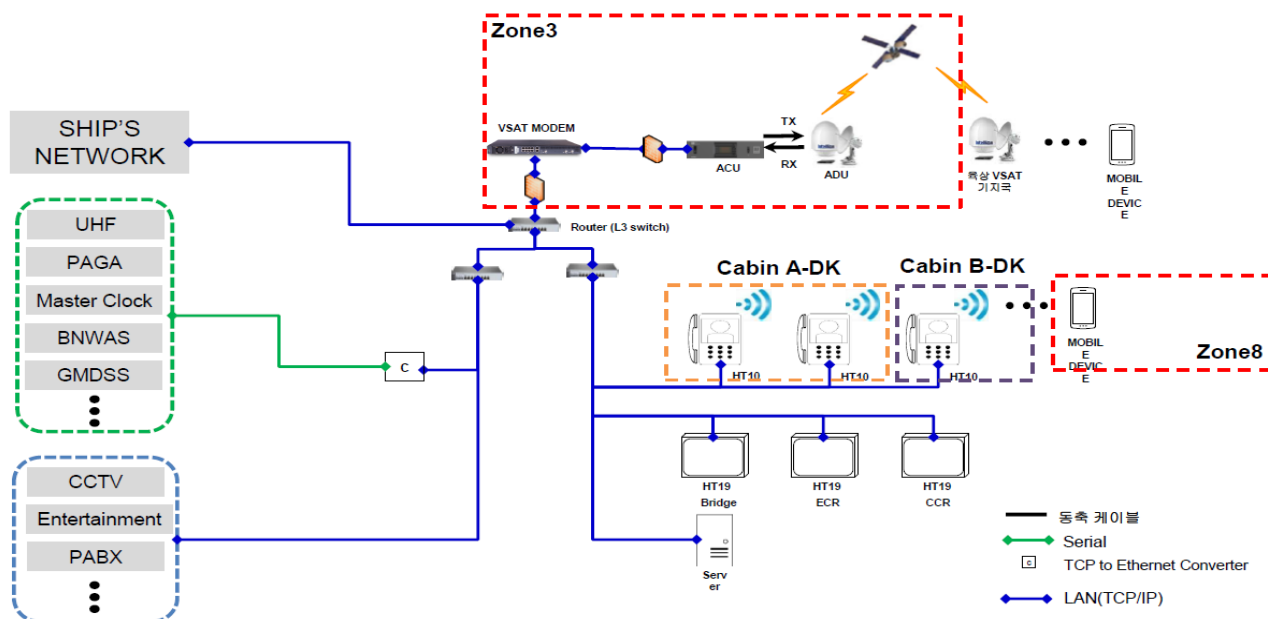 Zone3
SHIP'S
NETWORK
VSAT MODEM
TX
RX
ACU
ADU
육상 VSAT
기지국
MOBIL
E
DEVIC
E
Router (L3 switch)
UHF
PAGA
Master Clock
BNWAS
GMDSS
C
Cabin A-DK
Cabin B-DK
HT10
HT10
HT10
MOBIL
E
DEVIC
E
Zone8
HT19
Bridge
HT19
ECR
HT19
CCR
CCTV
Entertainment
PABX
Serv
er
동축 케이블
Serial
C
TCP to Ethernet Converter
LAN(TCP/IP)